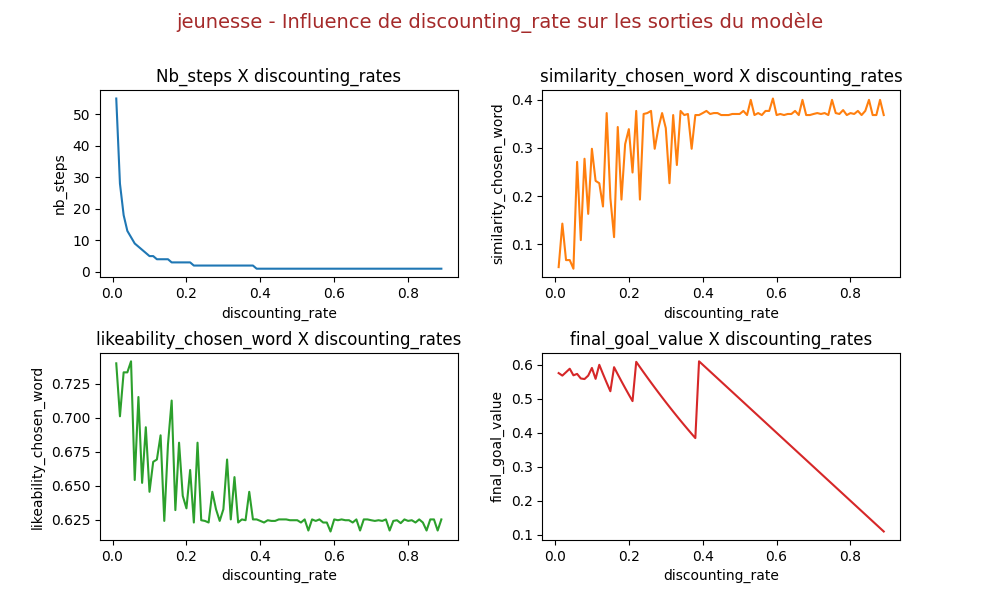 jeunesse - Influence de discounting_rate sur les sorties du modèle
Nb_steps X discounting_rates
nb_steps
50
40
30
20
10
0
0.0 0.2 0.4 0.6 0.8
discounting_rate
similarity_chosen_word X discounting_rates
similarity_chosen_word
0.4
0.3
0.2
0.1
0.0 0.2 0.4 0.6 0.8
discounting_rate
likeability_chosen_word X discounting_rates
likeability_chosen_word
0.725
0.700
0.675
0.650
0.625
0.0 0.2 0.4 0.6 0.8
discounting_rate
final_goal_value X discounting_rates
final_goal_value
0.6
0.5
0.4
0.3
0.2
0.1
0.0 0.2 0.4 0.6 0.8
discounting_rate